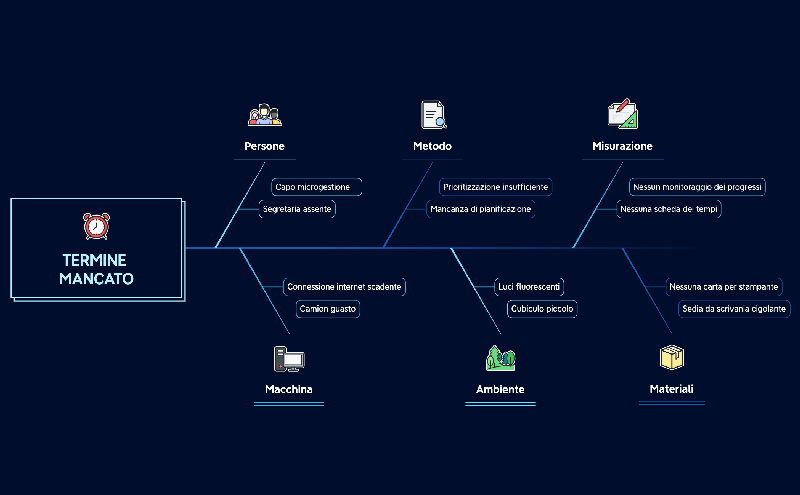 Persone
Metodo
Misurazione
Capo microgestione
Prioritizzazione insufficiente
Nessun monitoraggio dei progressi
Segretaria assente
Mancanza di pianificazione
Nessuna scheda dei tempi
TERMINE
MANCATO
Connessione internet scadente
Luci fluorescenti
Nessuna carta per stampante
Camion guasto
Cubicolo piccolo
Sedia da scrivania cigolante
Macchina
Ambiente
Materiali